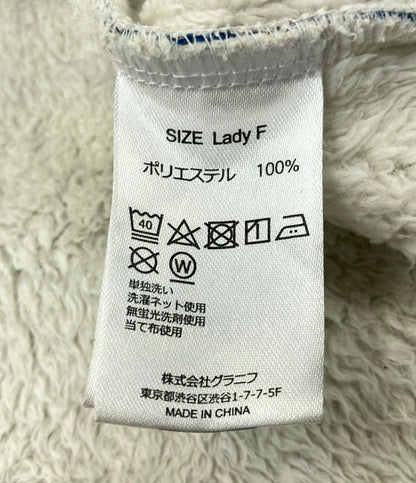 SIZE Lady F
ポリエステル 100%
40
W
単独洗い
洗濯ネット使用
無蛍光洗剤使用
当て布使用
株式会社グラニフ
東京都渋谷区渋谷1-7-7-5F
MADE IN CHINA